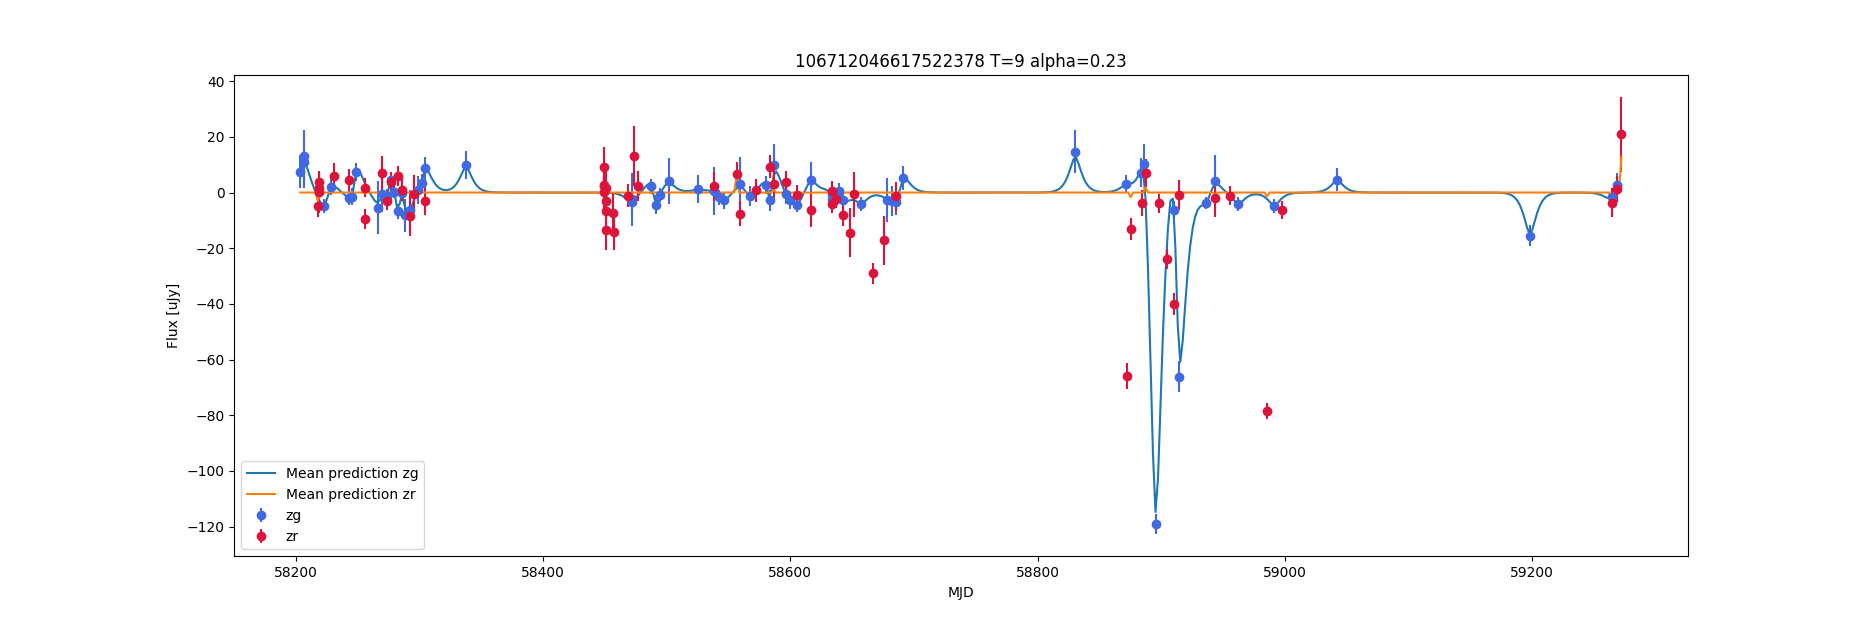 106712046617522378 T=9 alpha=0.23
40
20
0
−20
−40
−60
−80
−100
−120
Flux [uJy]
Mean prediction zg
Mean prediction zr
zg
zr
58200 58400 58600 58800 59000 59200
MJD